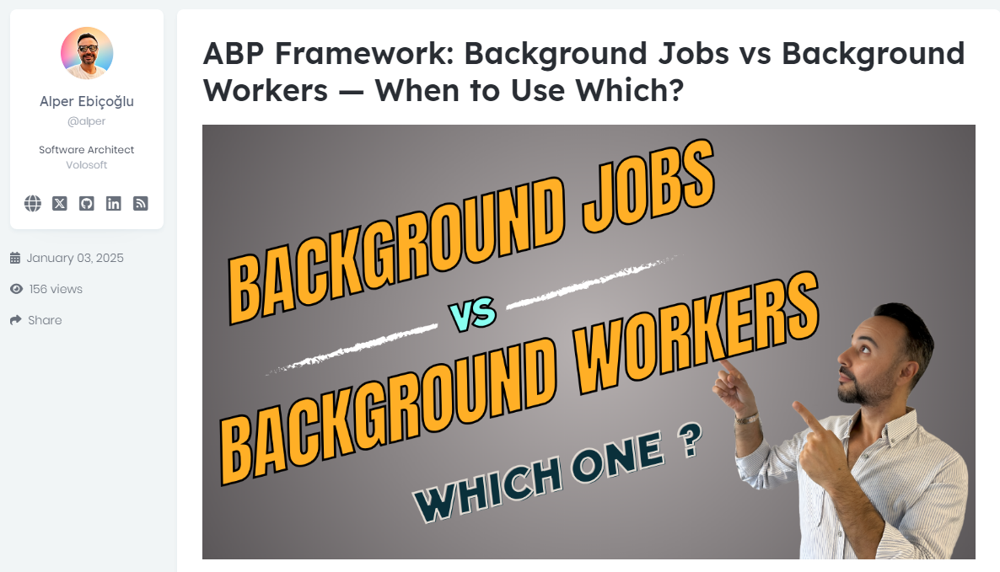 Alper Ebiçoğlu
@alper
Software Architect
Volosoft
January 03, 2025
156 views
Share
ABP Framework: Background Jobs vs Background
Workers — When to Use Which?
BACKGROUND JOBS
VS
BACKGROUND WORKERS
WHICH ONE ?